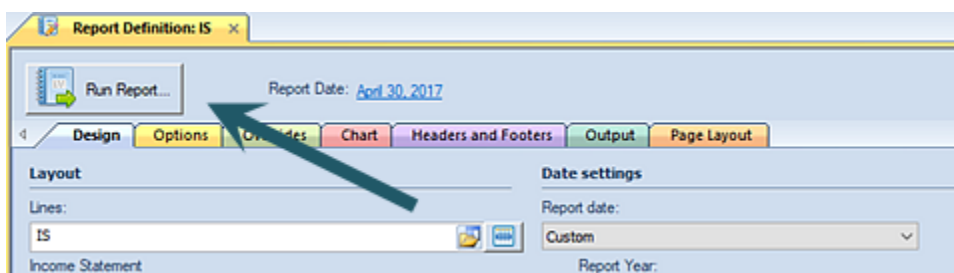 Report Definition: IS
Run Report...
Report Date: April 30, 2017
Design Options Overrides Chart Headers and Footers Output Page Layout
Layout
Date settings
Lines:
Report date:
IS
Custom
Income Statement
Report Year: